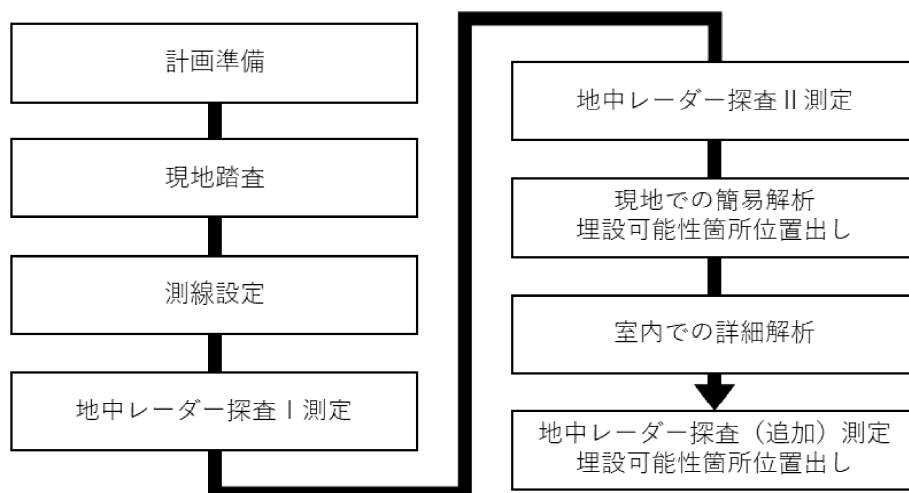 計画準備
現地踏査
測線設定
地中レーダー探査Ⅰ測定
地中レーダー探査Ⅱ測定
現地での簡易解析
埋設可能性箇所位置出し
室内での詳細解析
地中レーダー探査（追加）測定
埋設可能性箇所位置出し